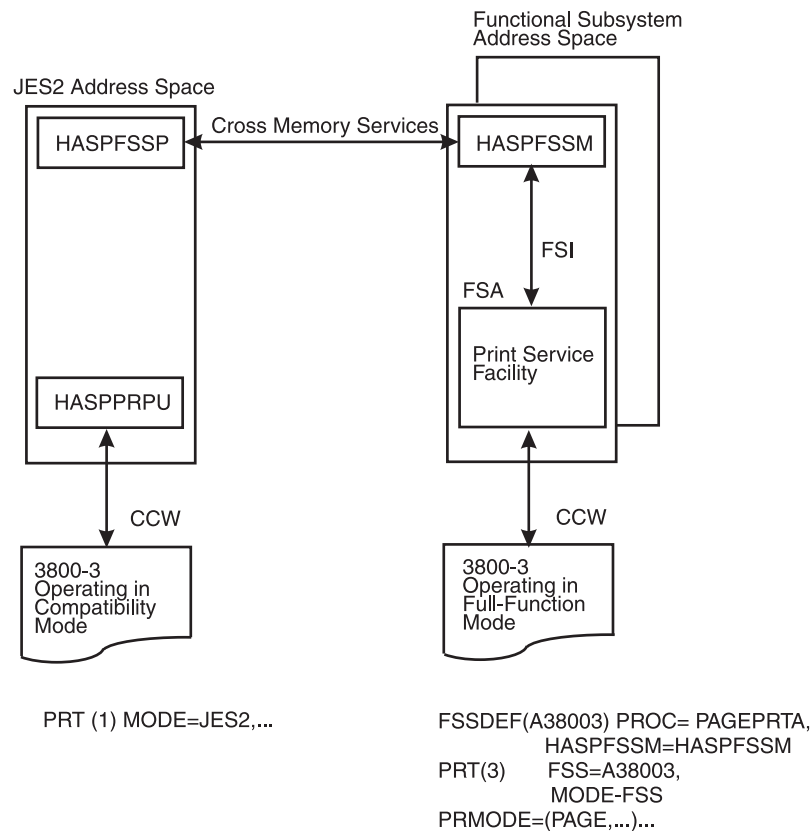 Functional Subsystem
Address Space
JES2 Address Space
HASPFSSP
Cross Memory Services
HASPFSSM
FSI
FSA
Print Service
Facility
HASPPRPU
CCW
CCW
3800-3
Operating in
Compatibility
Mode
3800-3
Operating in
Full-Function
Mode
PRT (1) MODE=JES2,...
FSSDEF(A38003) PROC= PAGEPRTA,
HASPFSSM=HASPFSSM
PRT(3) FSS=A38003,
MODE-FSS
PRMODE=(PAGE,...)...